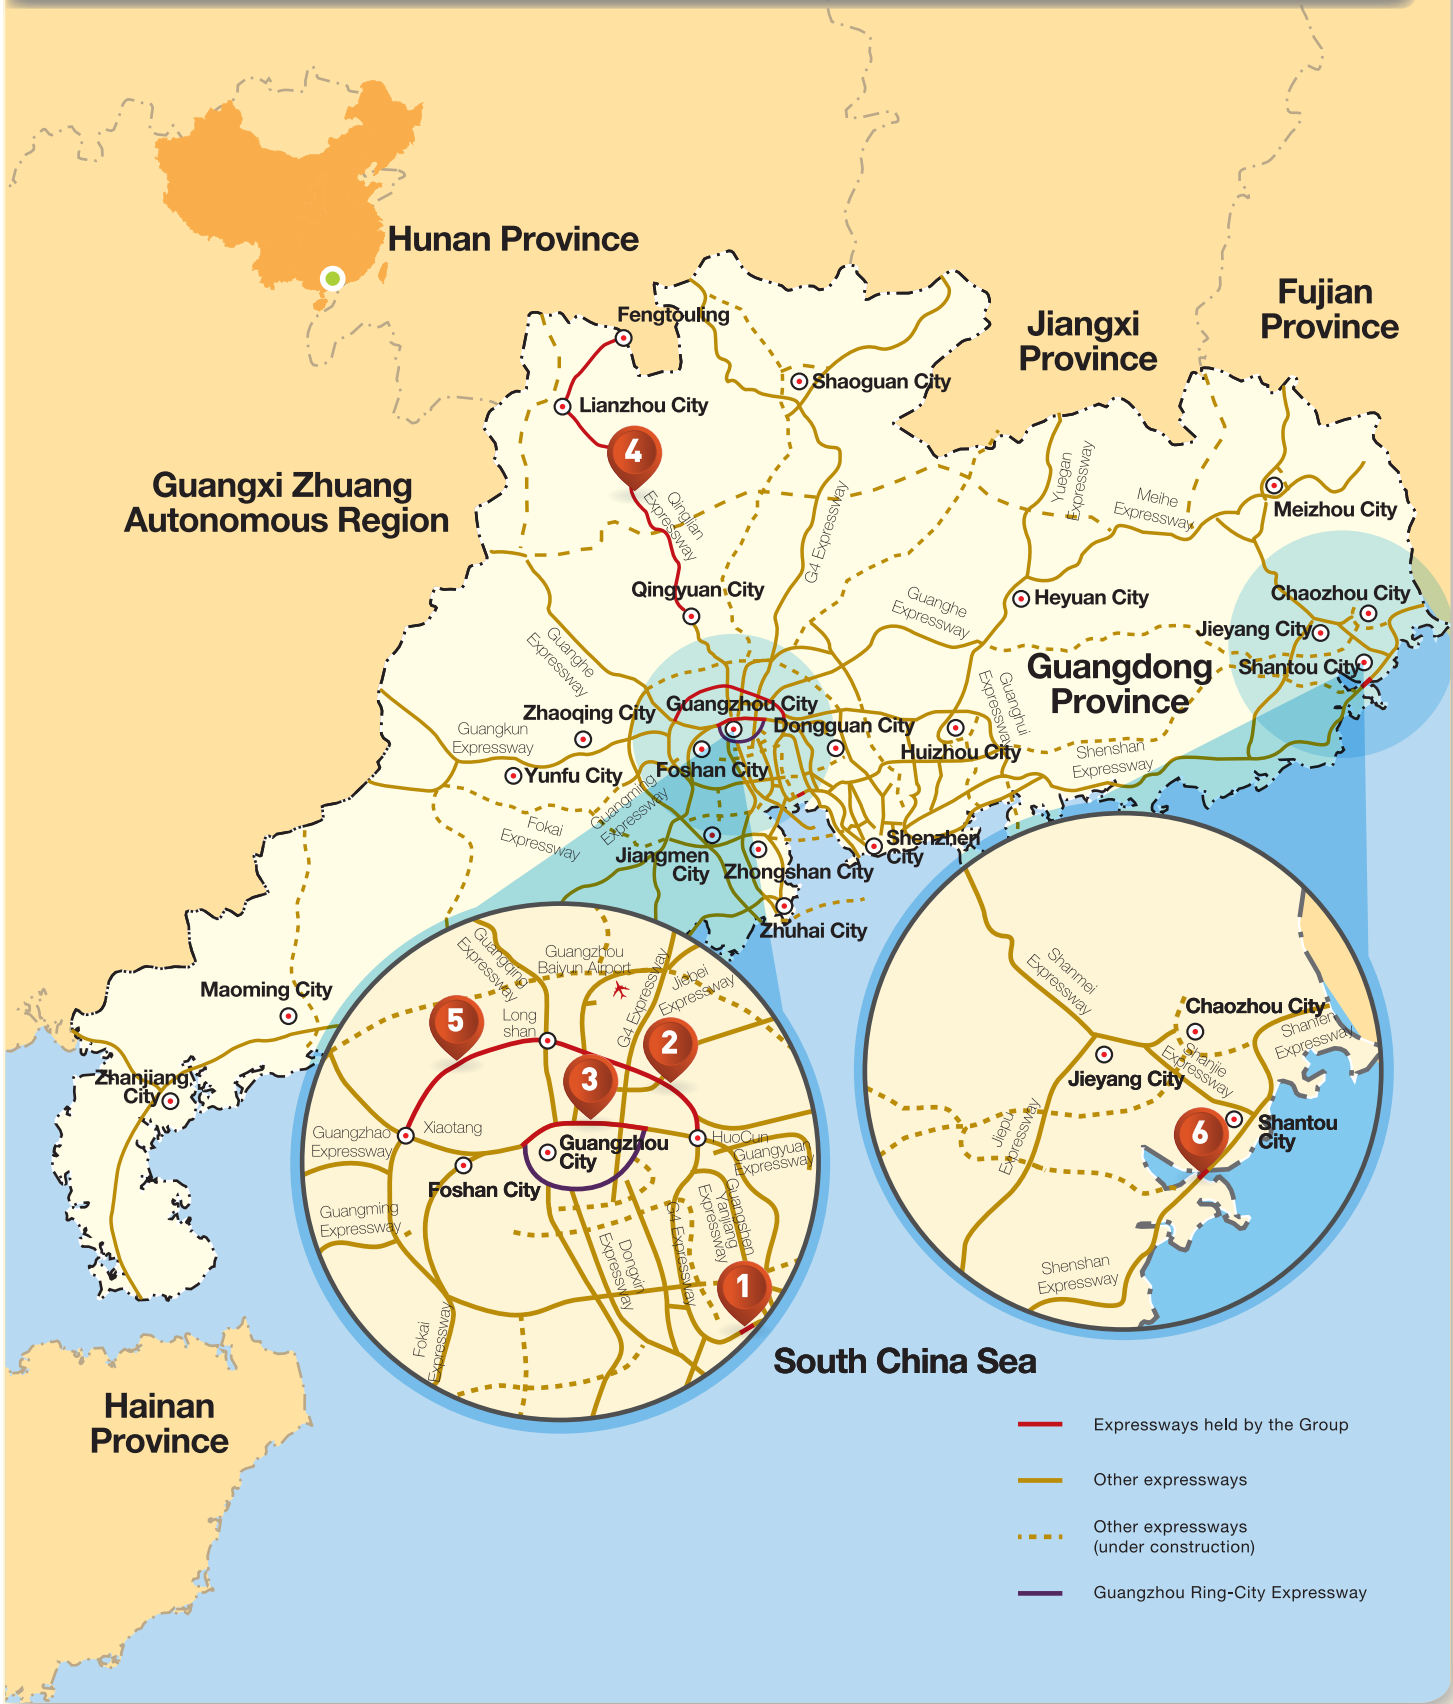 Hunan Province
Fujian
Province
Jiangxi
Province
Fengtouling
Shaoguan City
Lianzhou City
4
Guangxi Zhuang
Autonomous Region
Qinglian
Expressway
G4 Expressway
Yuegan
Expressway
Meihe
Expressway
Meizhou City
Qingyuan City
Heyuan City
Guanghe
Expressway
Chaozhou City
Jieyang City
Shantou City
Guanghe
Expressway
Guangdong
Province
Guanghui
Expressway
Guangzhou City
Zhaoqing City
Dongguan City
Guangkun
Expressway
Huizhou City
Shenshan
Expressway
Yunfu City
Foshan City
Guangming
Expressway
Fokai
Expressway
Jiangmen
City
Zhongshan City
Shenzhen
City
Zhuhai City
Maoming City
Zhanjiang
City
Guangqing
Expressway
Guangzhou
Baiyun Airport
G4 Expressway
Jiebei
Expressway
Long
shan
5
2
3
Guangzhao
Expressway
Xiaotang
Guangzhou
City
HuoCun
Guangyuan
Expressway
Foshan City
Guangming
Expressway
Guangshen
Yanjiang
Expressway
G4 Expressway
Dongxin
Expressway
1
Fokai
Expressway
Shanmei
Expressway
Chaozhou City
Shanfen
Expressway
Shanjie
Expressway
Jieyang City
Jiepu
Expressway
Shantou
City
6
Shenshan
Expressway
South China Sea
Hainan
Province
Expressways held by the Group
Other expressways
Other expressways
(under construction)
Guangzhou Ring-City Expressway